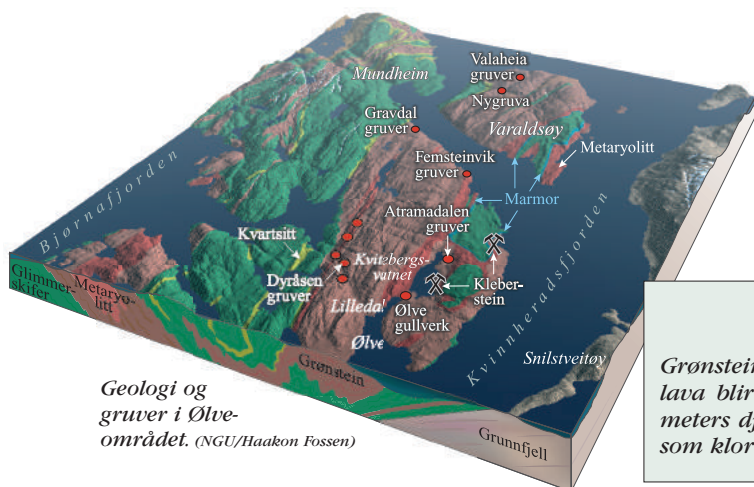 Valaheia
gruver
Mundheim
Nygruva
Gravdal
gruver
Varaldsøy
Metaryolitt
Femsteinvik
gruver
Bjørnafjorden
Marmor
Atramadalen
gruver
Kvartsitt
Kvitebergs-
vatnet
Kleber-
stein
Dyråsen
gruver
Lilledal
Ølve
gullverk
Ølve
Kvinnheradsfjorden
Glimmer-
skifer
Metaryo-
litt
Grønstein
Snilstveitøy
Grunnfjell
Geologi og
gruver i Ølve-
området. (NGU/Haakon Fossen)
Grønstein
lava blir
meters dj
som klor